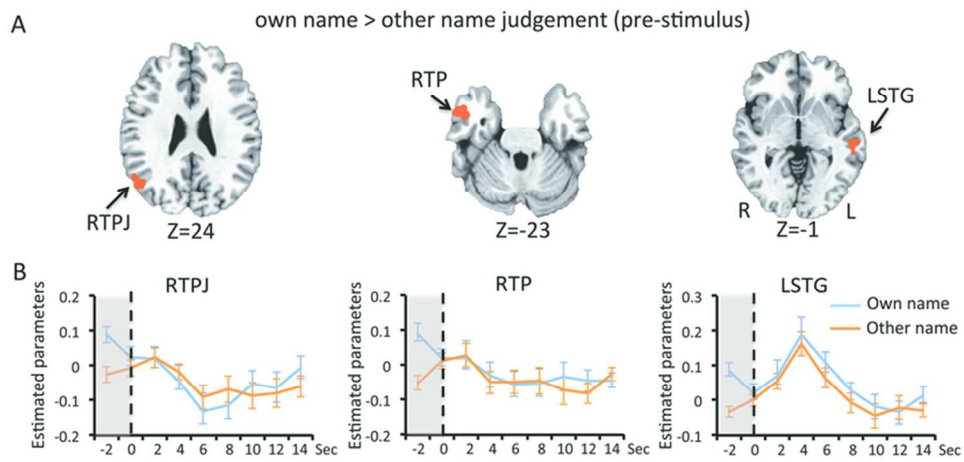 A
own name > other name judgement (pre-stimulus)
RTPJ
Z=24
RTP
Z=-23
LSTG
R
L
Z=-1
B
RTPJ
Estimated parameters
0.2
0.1
0
-0.1
-0.2
-2 0 2 4 6 8 10 12 14 Sec
RTP
Estimated parameters
0.2
0.1
0
-0.1
-0.2
-2 0 2 4 6 8 10 12 14 Sec
LSTG
Own name
Other name
Estimated parameters
0.3
0.2
0.1
0
-0.1
-2 0 2 4 6 8 10 12 14 Sec